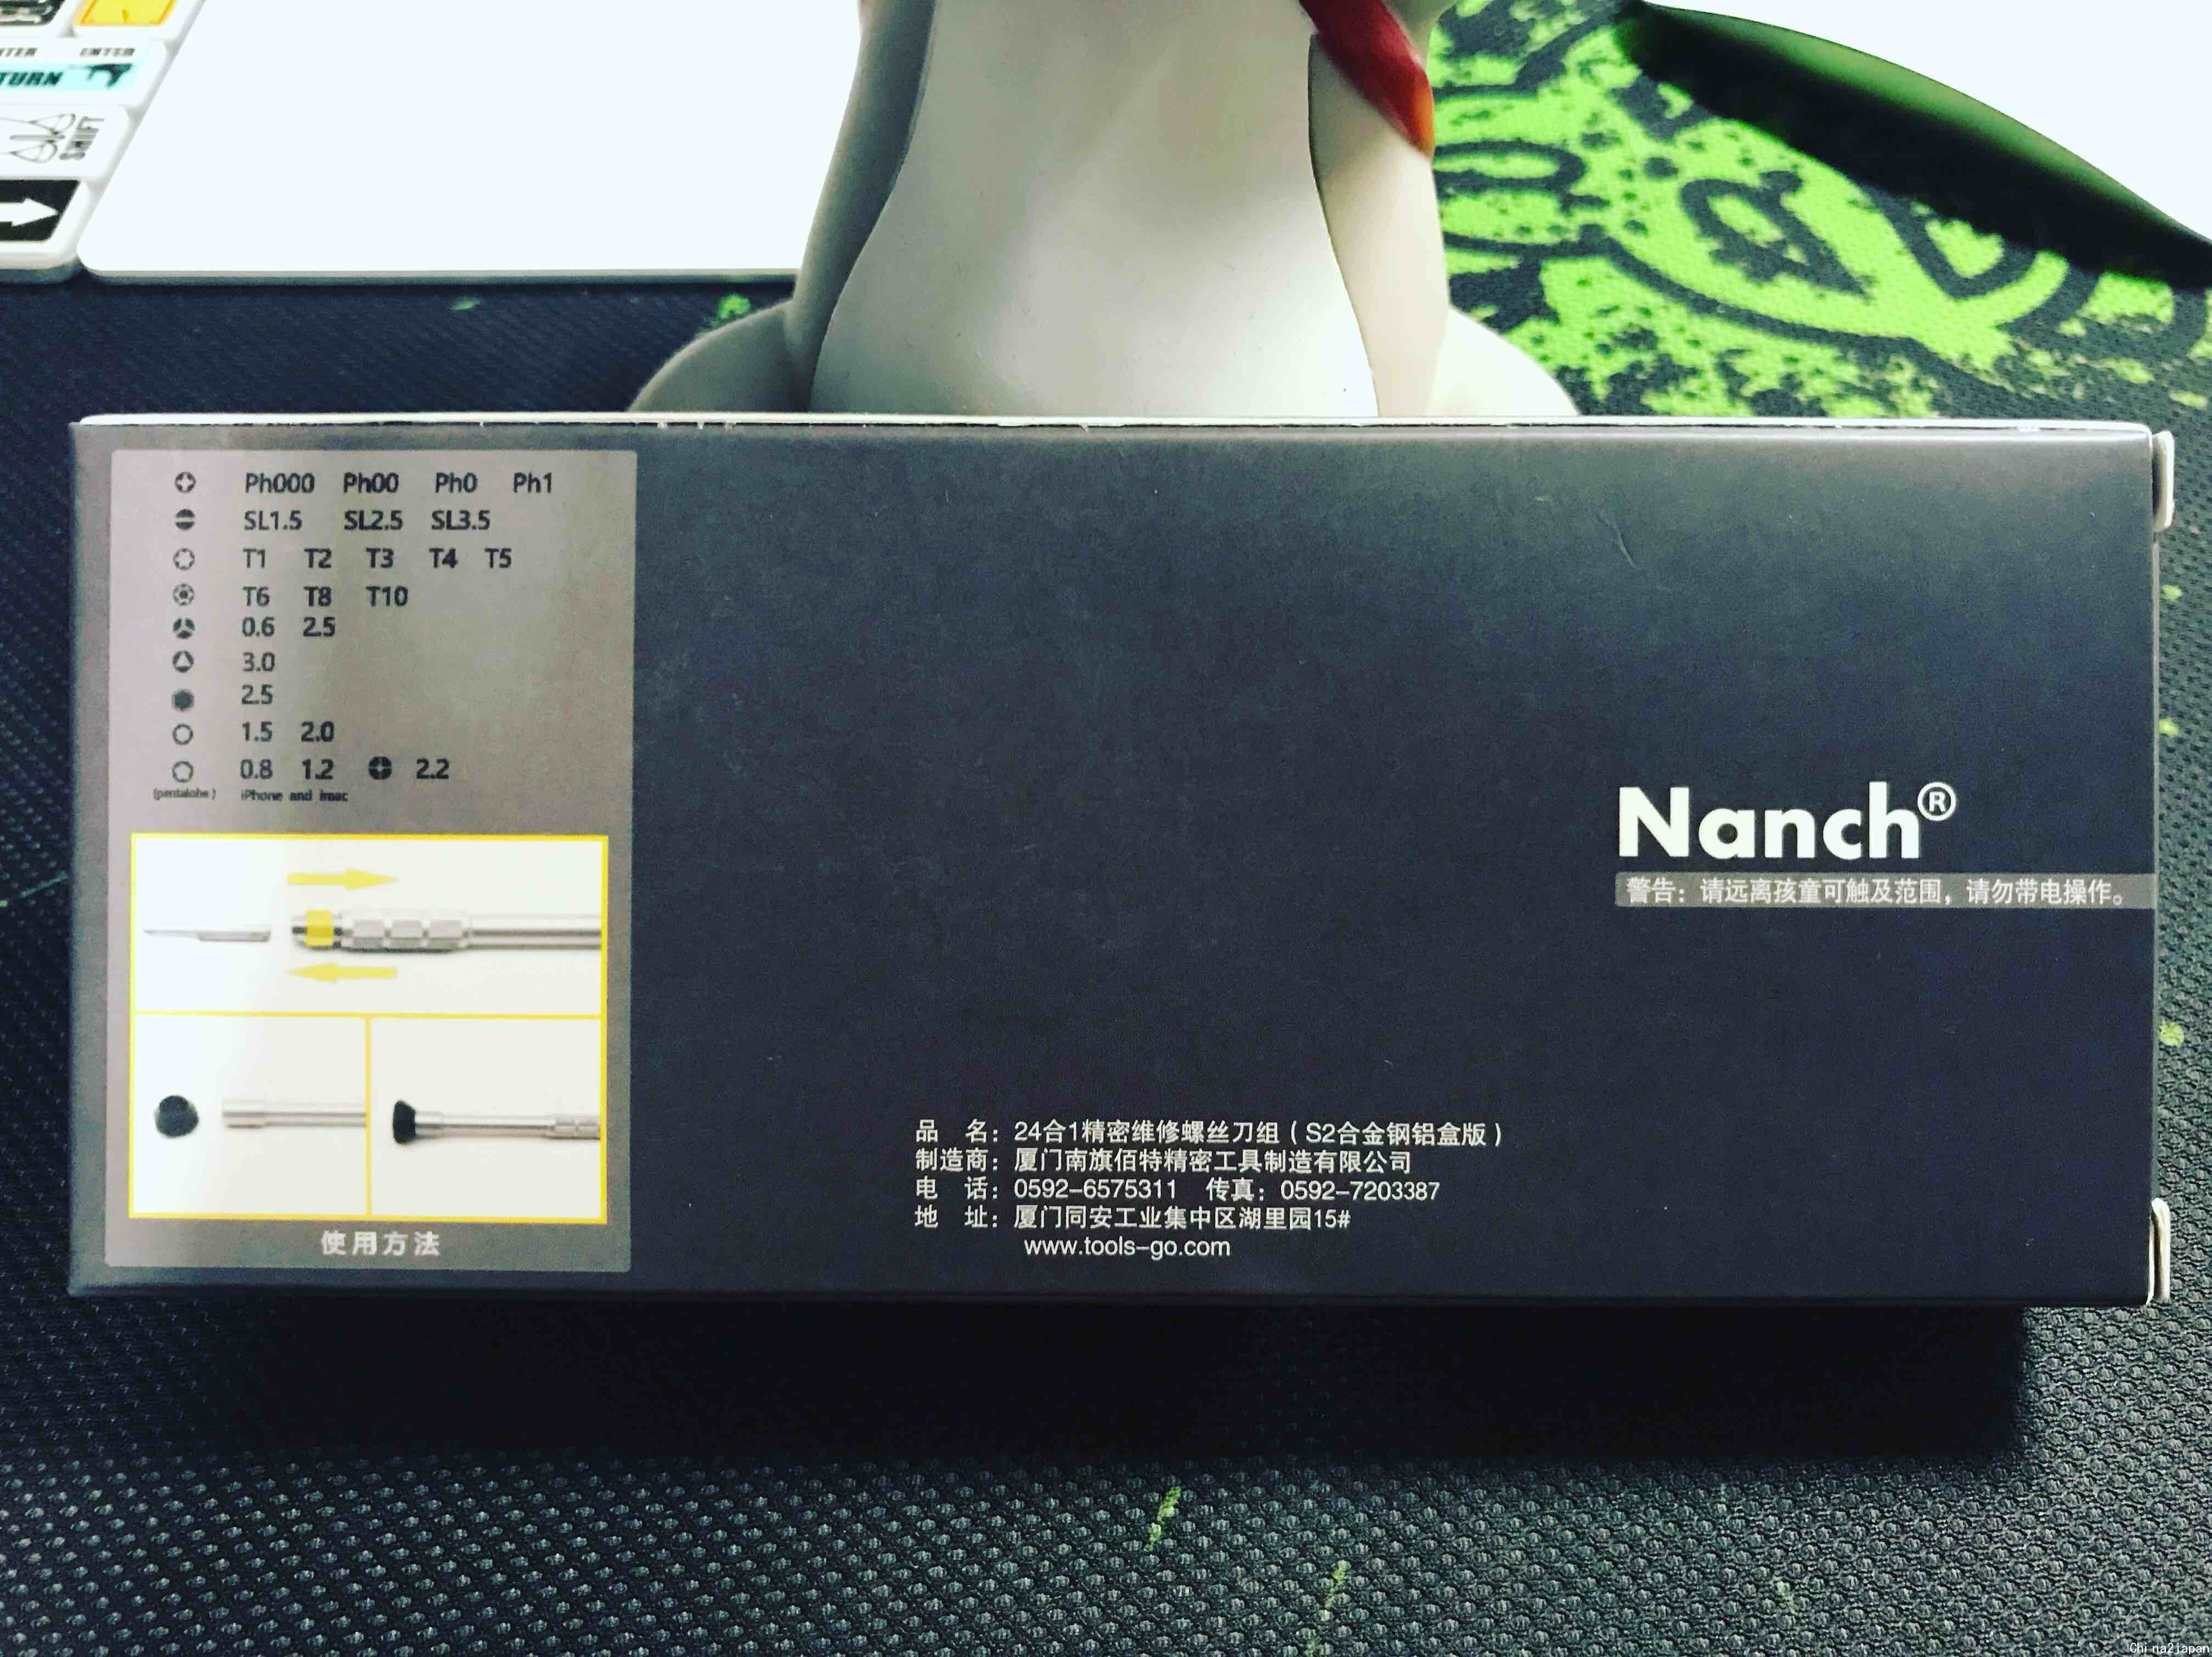 TURN
Ph000 Ph00 Ph0 Ph1
SL1.5 SL2.5 SL3.5
T1 T2 T3 T4 T5
T6 T8 T10
0.6 2.5
3.0
2.5
1.5 2.0
0.8 1.2 2.2
(pentalobe) iPhone and imac
使用方法
Nanch®
警告：请远离孩童可触及范围，请勿带电操作。
品 名：24合1精密维修螺丝刀组（S2合金钢铝盒版）
制造商：厦门南旗佰特精密工具制造有限公司
电 话：0592-6575311 传真：0592-7203387
地 址：厦门同安工业集中区湖里园15#
www.tools-go.com
China2japan